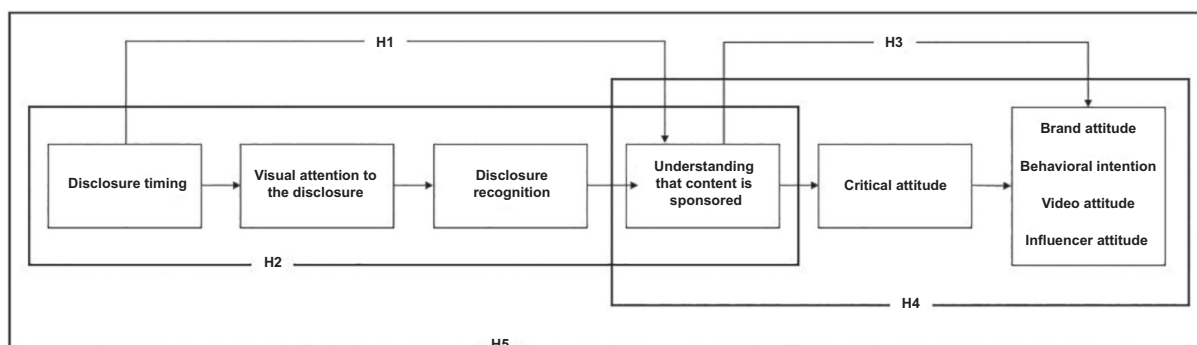 H1
H3
Disclosure timing
Visual attention to
the disclosure
Disclosure
recognition
Understanding
that content is
sponsored
Critical attitude
Brand attitude
Behavioral intention
Video attitude
Influencer attitude
H2
H4
H5